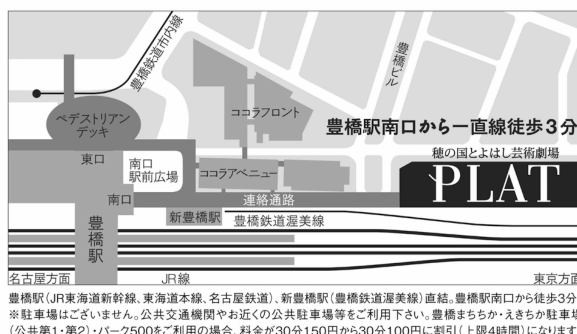 豊橋鉄道市内線
ペデストリアン
デッキ
ココラフロント
豊橋ビル
豊橋駅南口から一直線徒歩3分
穂の国とよはし芸術劇場
PLAT
東口
南口
駅前広場
ココラアベニュー
南口
連絡通路
豊橋駅
新豊橋駅
豊橋鉄道渥美線
名古屋方面
JR線
東京方面
豊橋駅(JR東海道新幹線、東海道本線、名古屋鉄道)、新豊橋駅(豊橋鉄道渥美線)直結。豊橋駅南口から徒歩3分
※駐車場はございません。公共交通機関やお近くの公共駐車場等をご利用下さい。豊橋まちちか・えきちか駐車場
(公共第1・第2)・パーク500をご利用の場合、料金が30分150円から30分100円に割引(上限4時間)になります